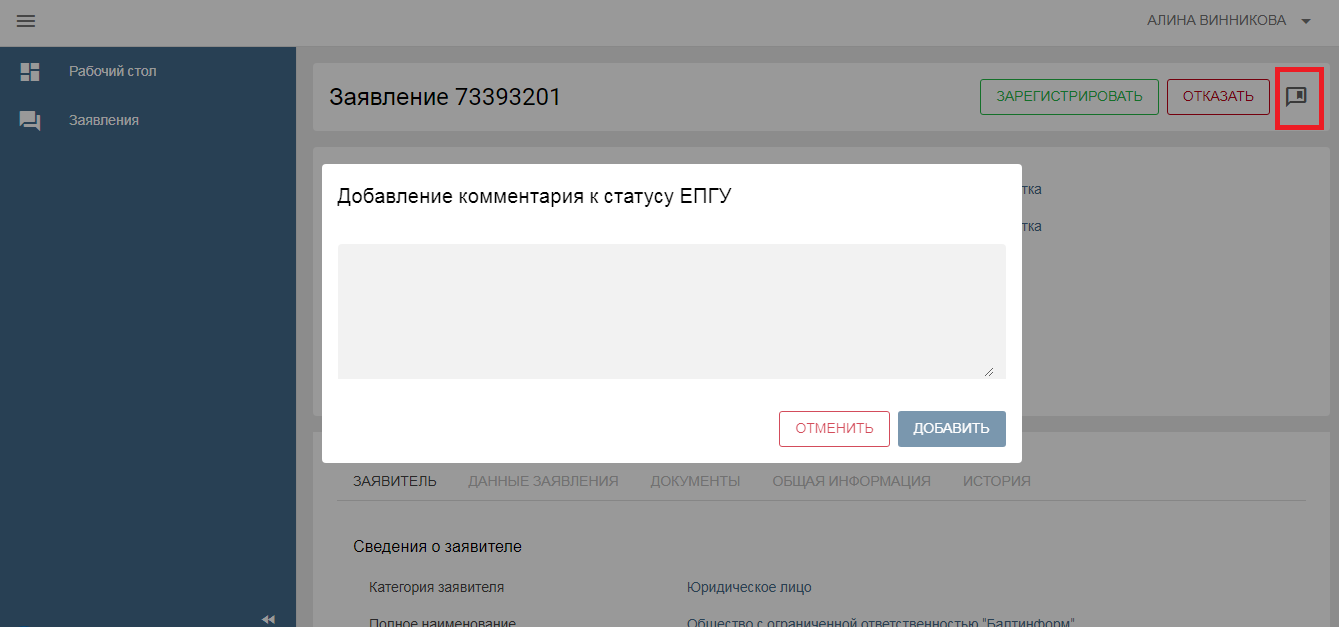 АЛИНА ВИННИКОВА
Рабочий стол
Заявления
Заявление 73393201
ЗАРЕГИСТРИРОВАТЬ
ОТКАЗАТЬ
тка
тка
Добавление комментария к статусу ЕПГУ
ОТМЕНИТЬ
ДОБАВИТЬ
ЗАЯВИТЕЛЬ ДАННЫЕ ЗАЯВЛЕНИЯ ДОКУМЕНТЫ ОБЩАЯ ИНФОРМАЦИЯ ИСТОРИЯ
Сведения о заявителе
Категория заявителя Юридическое лицо
Полное наименование Общество с ограниченной ответственностью "Балтинформ"